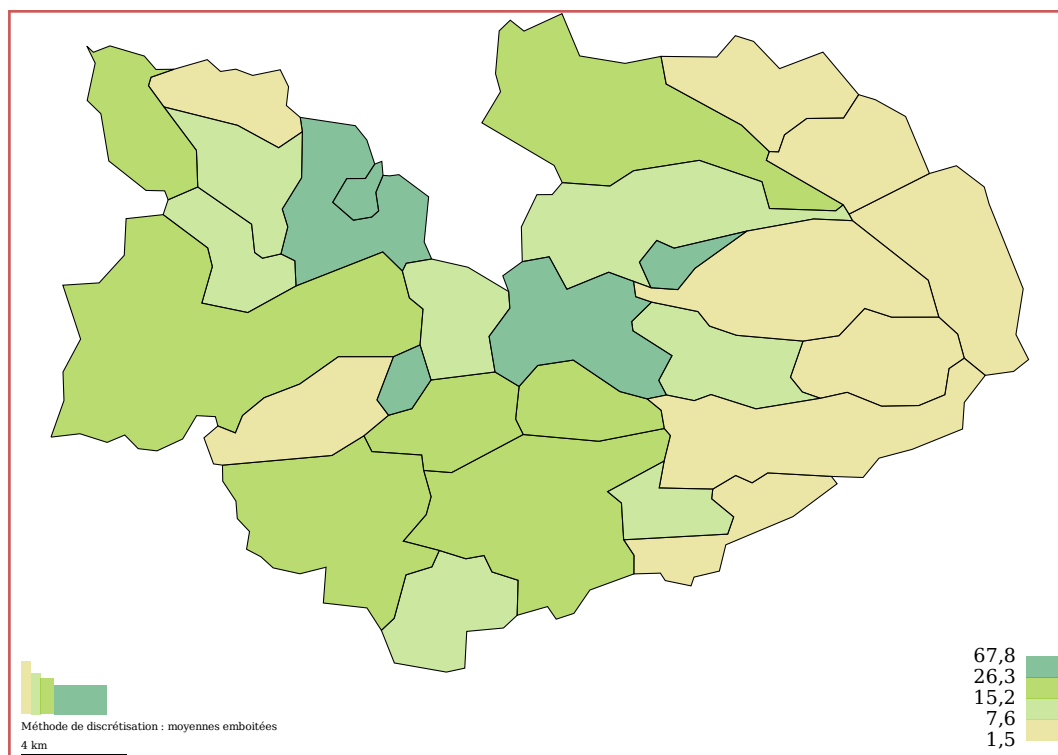 67,8
26,3
15,2
7,6
1,5
Méthode de discrétisation : moyennes emboitées
4 km